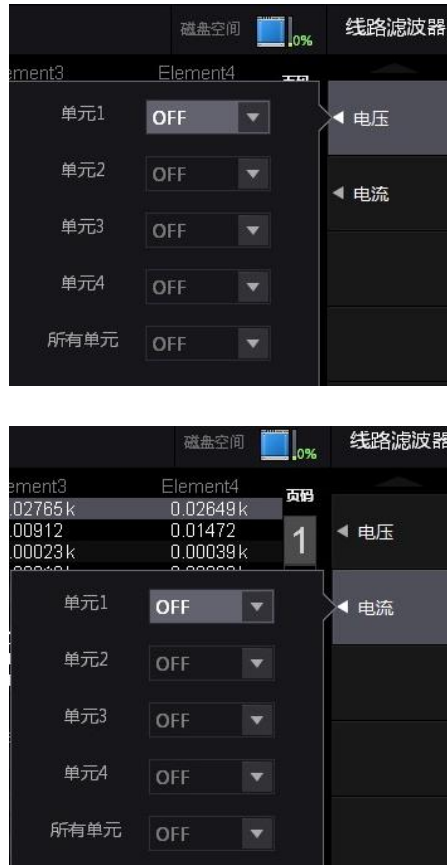 磁盘空间 0% 线路滤波器
ement3 Element4
单元1 OFF 电压
单元2 OFF
电流
单元3 OFF
单元4 OFF
所有单元 OFF
磁盘空间 0% 线路滤波器
ement3 Element4 页码
.02765k 0.02649k
.00912 0.01472 1 电压
.00023k 0.00039k
单元1 OFF 电流
单元2 OFF
单元3 OFF
单元4 OFF
所有单元 OFF